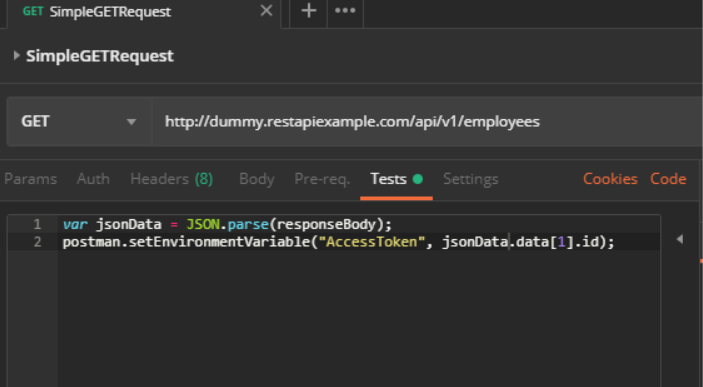 GET SimpleGETRequest
SimpleGETRequest
GET http://dummy.restapiexample.com/api/v1/employees
Params Auth Headers (8) Body Pre-req. Tests Settings Cookies Code
1 var jsonData = JSON.parse(responseBody);
2 postman.setEnvironmentVariable("AccessToken", jsonData.data[1].id);